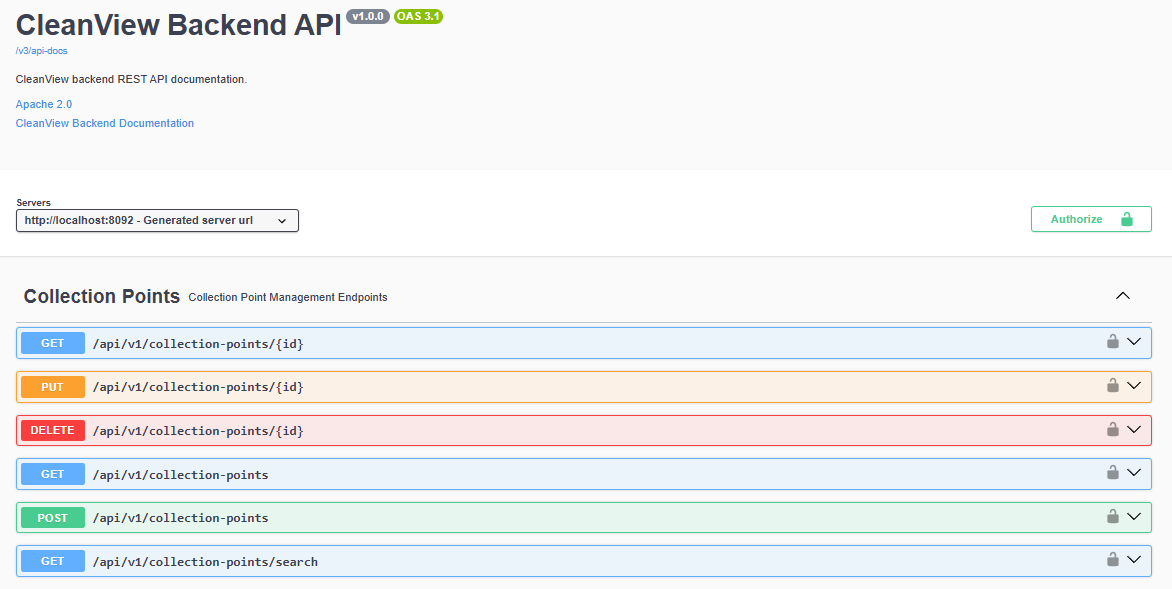 CleanView Backend API v1.0.0 OAS 3.1
/v3/api-docs
CleanView backend REST API documentation.
Apache 2.0
CleanView Backend Documentation
Servers
http://localhost:8092 - Generated server url
Authorize
Collection Points Collection Point Management Endpoints
GET /api/v1/collection-points/{id}
PUT /api/v1/collection-points/{id}
DELETE /api/v1/collection-points/{id}
GET /api/v1/collection-points
POST /api/v1/collection-points
GET /api/v1/collection-points/search